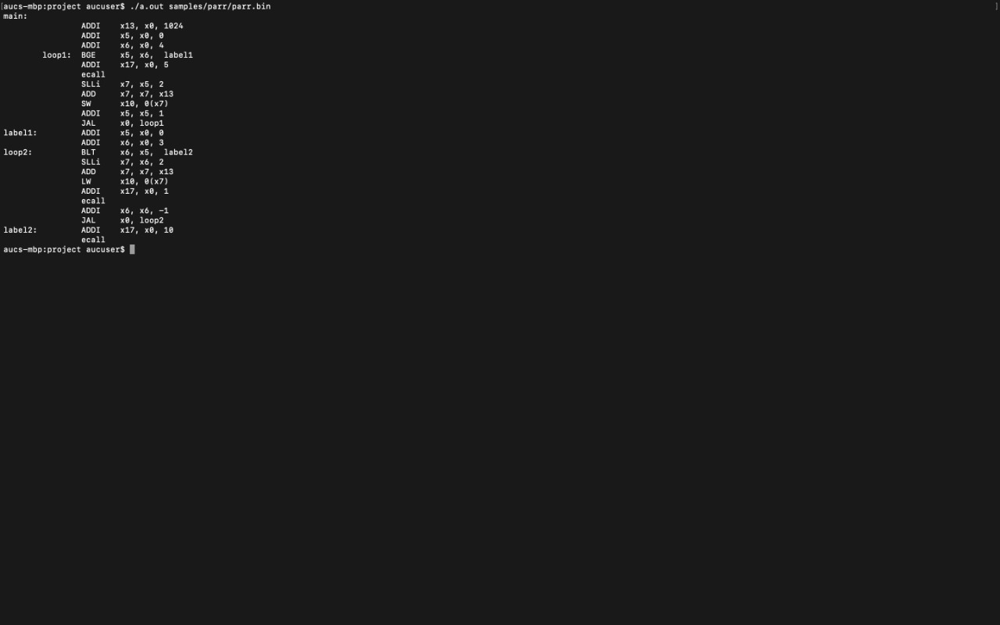 [aucs-mbp:project aucuser$ ./a.out samples/parr/parr.bin ]
main:
                ADDI    x13, x0, 1024
                ADDI    x5, x0, 0
                ADDI    x6, x0, 4
        loop1:  BGE     x5, x6,  label1
                ADDI    x17, x0, 5
                ecall
                SLLi    x7, x5, 2
                ADD     x7, x7, x13
                SW      x10, 0(x7)
                ADDI    x5, x5, 1
                JAL     x0, loop1
label1:         ADDI    x5, x0, 0
                ADDI    x6, x0, 3
loop2:          BLT     x6, x5,  label2
                SLLi    x7, x6, 2
                ADD     x7, x7, x13
                LW      x10, 0(x7)
                ADDI    x17, x0, 1
                ecall
                ADDI    x6, x6, -1
                JAL     x0, loop2
label2:         ADDI    x17, x0, 10
                ecall
aucs-mbp:project aucuser$